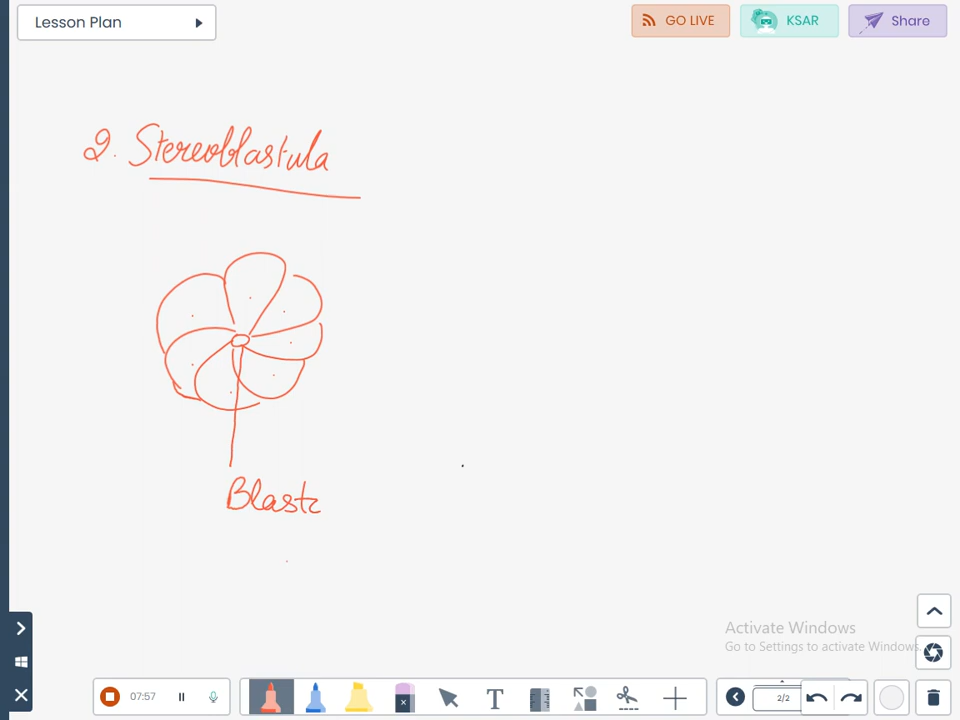 Lesson Plan
GO LIVE
KSAR
Share
2. Stereoblastula
Blast
Activate Windows
Go to Settings to activate Windows.
07:57
T
2/2